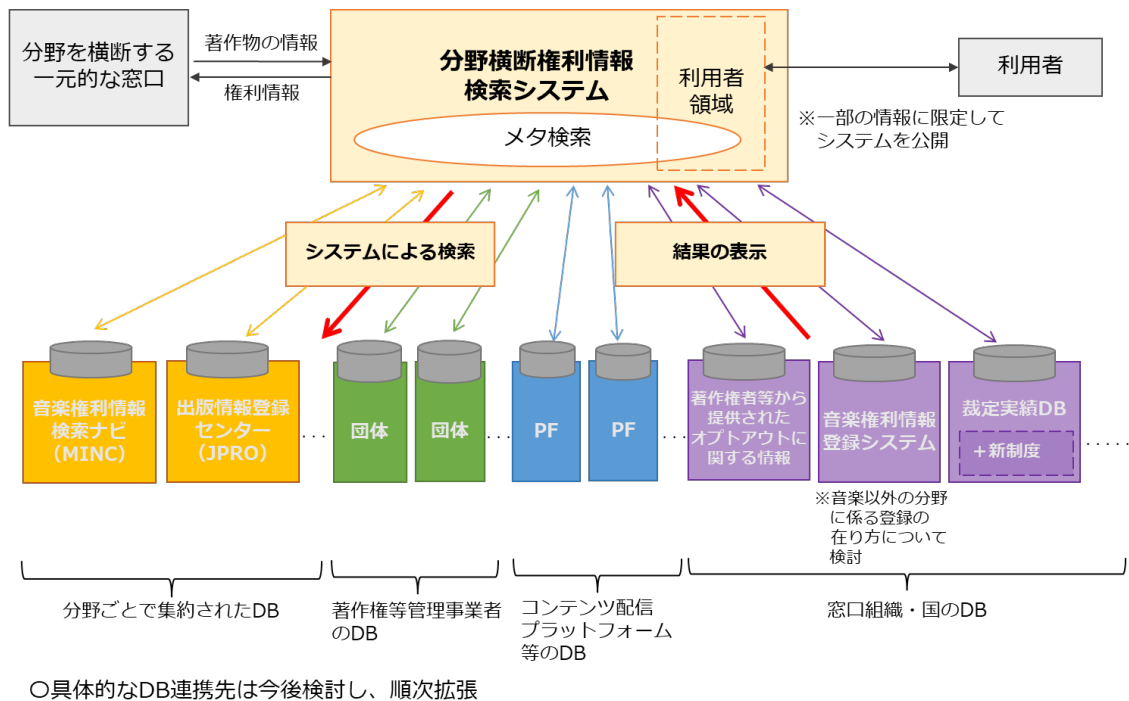 分野を横断する
一元的な窓口
著作物の情報
権利情報
分野横断権利情報
検索システム
メタ検索
利用者
領域
利用者
※一部の情報に限定して
システムを公開
システムによる検索
結果の表示
音楽権利情報
検索ナビ
（MINC）
出版情報登録
センター
（JPRO）
...
団体
団体
...
PF
PF
...
著作権者等から
提供された
オプトアウトに
関する情報
音楽権利情報
登録システム
裁定実績DB
＋新制度
.....
※音楽以外の分野
に係る登録の
在り方について
検討
分野ごとで集約されたDB
著作権等管理事業者
のDB
コンテンツ配信
プラットフォーム
等のDB
窓口組織・国のDB
〇具体的なDB連携先は今後検討し、順次拡張